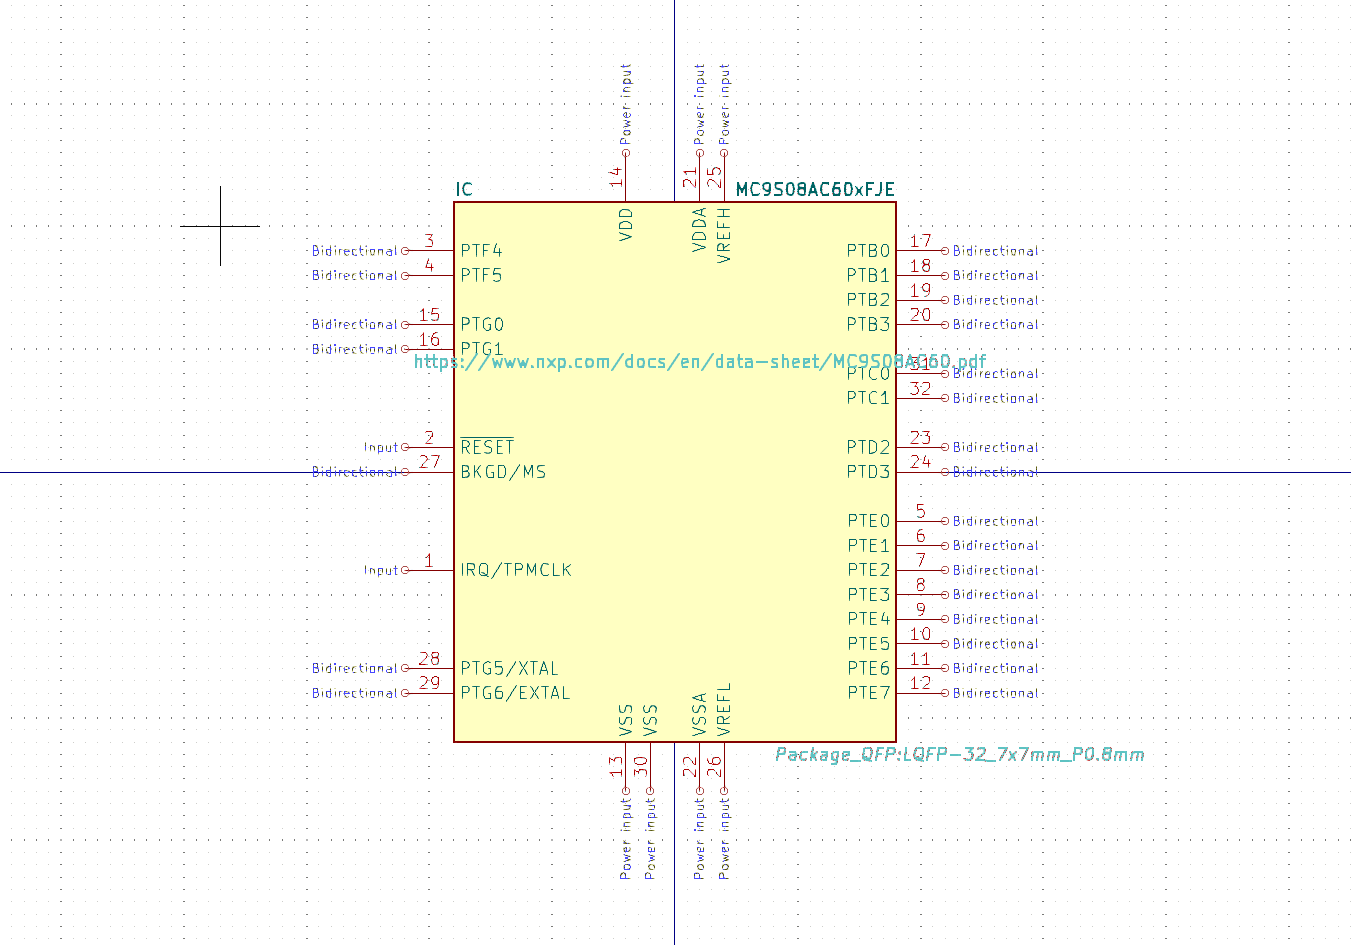 Power input Power input Power input
14 21 25
IC MC9S08AC60xFJE
VDD VDDA VREFH
Bidirectional 3 PTF4 PTB0 17 Bidirectional
Bidirectional 4 PTF5 PTB1 18 Bidirectional
PTB2 19 Bidirectional
Bidirectional 15 PTG0 PTB3 20 Bidirectional
Bidirectional 16 PTG1
https://www.nxp.com/docs/en/data-sheet/MC9S08AC60.pdf
PTC0 31 Bidirectional
PTC1 32 Bidirectional
Input 2 RESET PTD2 23 Bidirectional
Bidirectional 27 BKGD/MS PTD3 24 Bidirectional
PTE0 5 Bidirectional
PTE1 6 Bidirectional
Input 1 IRQ/TPMCLK PTE2 7 Bidirectional
PTE3 8 Bidirectional
PTE4 9 Bidirectional
PTE5 10 Bidirectional
Bidirectional 28 PTG5/XTAL PTE6 11 Bidirectional
Bidirectional 29 PTG6/EXTAL PTE7 12 Bidirectional
VSS VSS VSSA VREFL
Package_QFP:LQFP-32_7x7mm_P0.8mm
13 30 22 26
Power input Power input Power input Power input